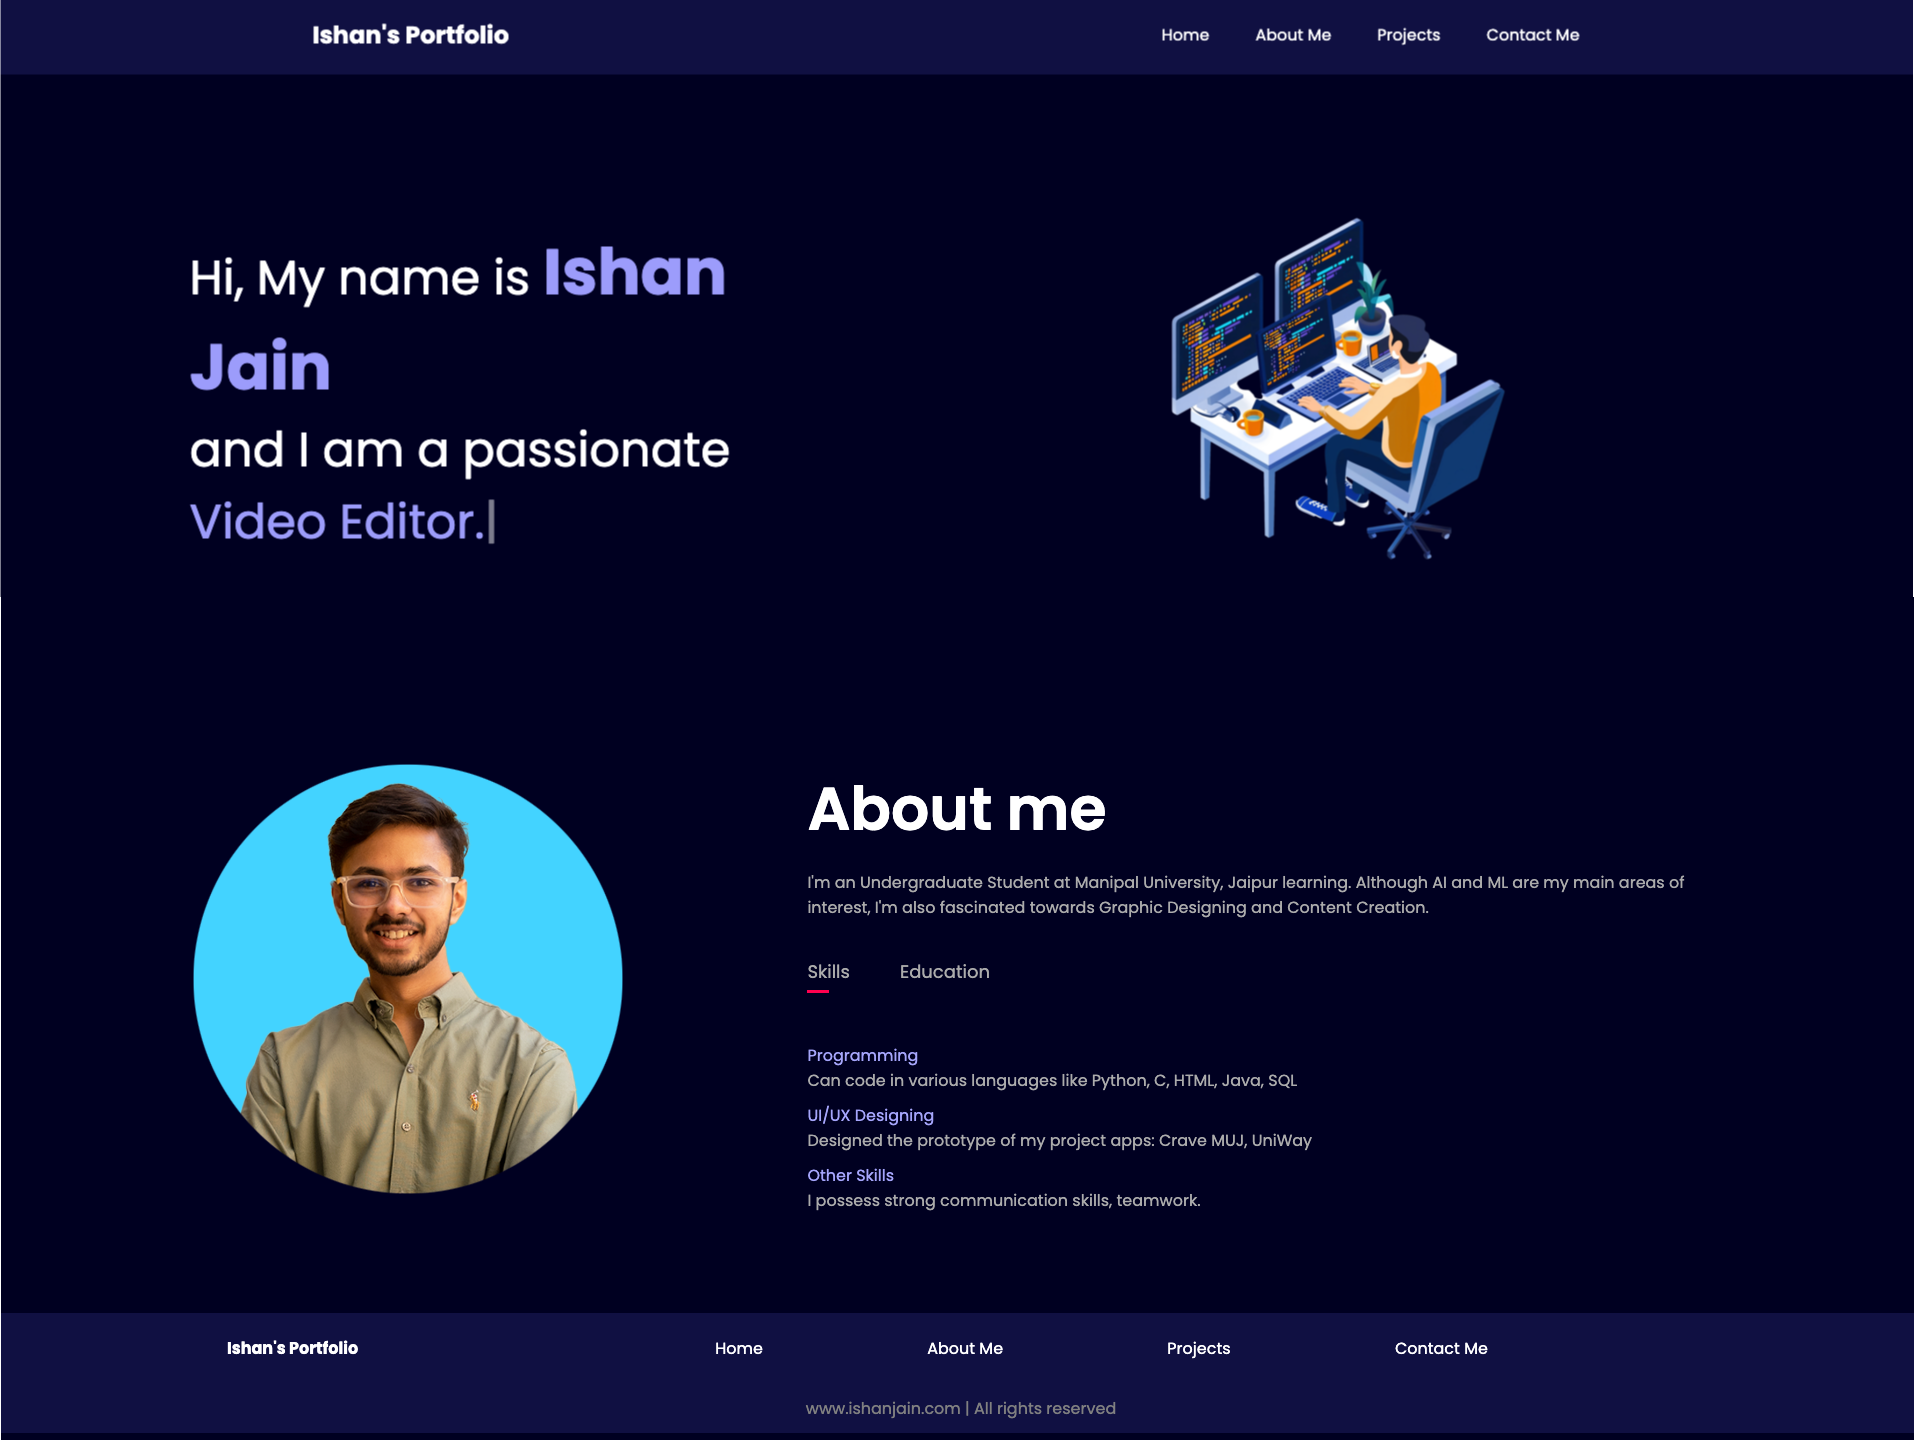 Ishan's Portfolio
Home About Me Projects Contact Me
Hi, My name is Ishan
Jain
and I am a passionate
Video Editor.|
About me
I'm an Undergraduate Student at Manipal University, Jaipur learning. Although AI and ML are my main areas of
interest, I'm also fascinated towards Graphic Designing and Content Creation.
Skills Education
Programming
Can code in various languages like Python, C, HTML, Java, SQL
UI/UX Designing
Designed the prototype of my project apps: Crave MUJ, UniWay
Other Skills
I possess strong communication skills, teamwork.
Ishan's Portfolio Home About Me Projects Contact Me
www.ishanjain.com | All rights reserved